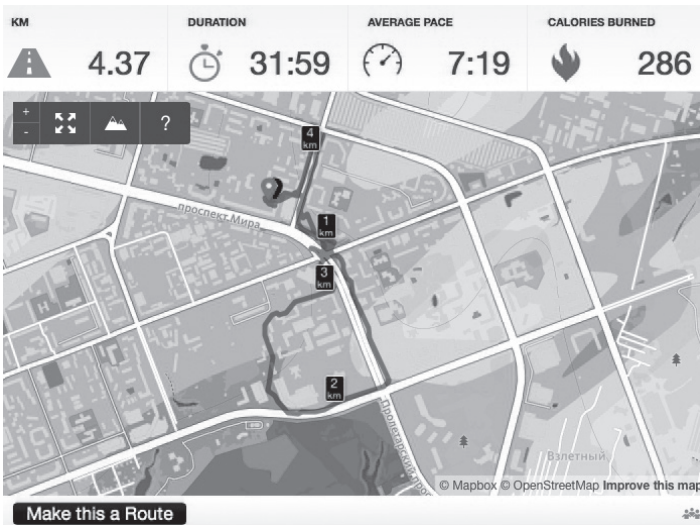 KM DURATION AVERAGE PACE CALORIES BURNED
4.37 31:59 7:19 286
+
-
?
4
km
проспект Мира
1
km
3
km
2
km
Пролетарский
Взлетный
© Mapbox © OpenStreetMap Improve this map
Make this a Route